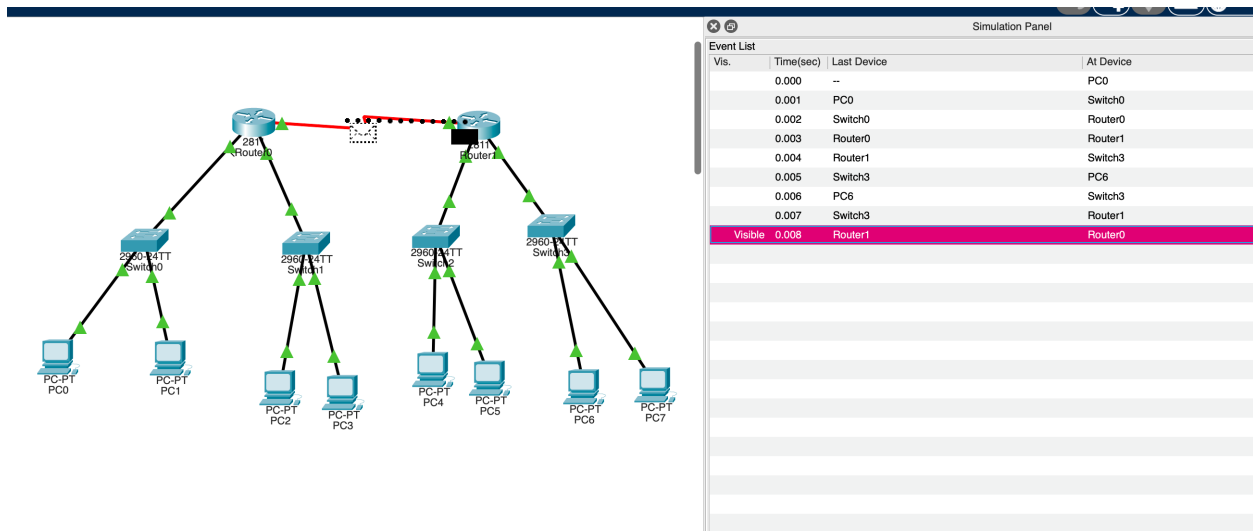 Simulation Panel
Event List
Vis. Time(sec) Last Device At Device
0.000 -- PC0
0.001 PC0 Switch0
0.002 Switch0 Router0
0.003 Router0 Router1
0.004 Router1 Switch3
0.005 Switch3 PC6
0.006 PC6 Switch3
0.007 Switch3 Router1
Visible 0.008 Router1 Router0
281
Router0
811
Router1
2960-24TT
Switch0
2960-24TT
Switch1
2960-24TT
Switch2
2960-24TT
Switch3
PC-PT
PC0
PC-PT
PC1
PC-PT
PC2
PC-PT
PC3
PC-PT
PC4
PC-PT
PC5
PC-PT
PC6
PC-PT
PC7